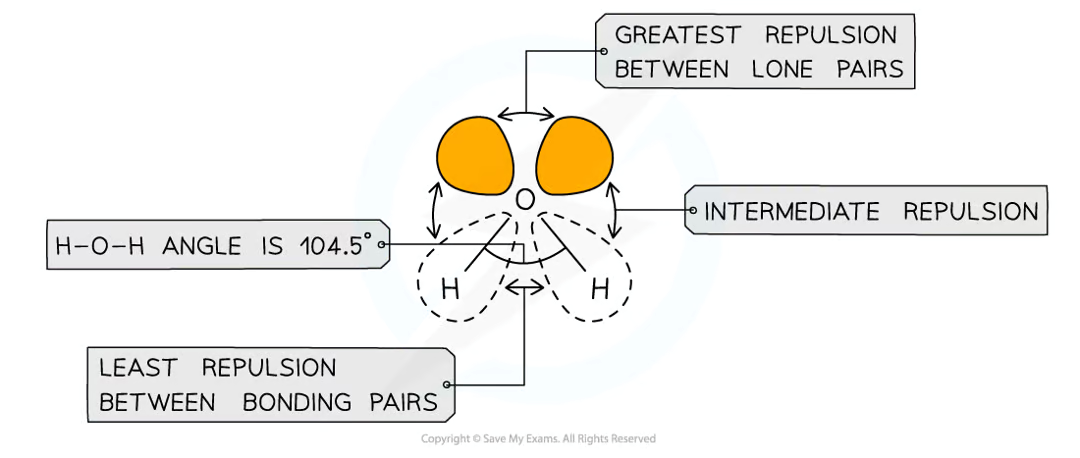 GREATEST REPULSION
BETWEEN LONE PAIRS
O
INTERMEDIATE REPULSION
H-O-H ANGLE IS 104.5°
H
H
LEAST REPULSION
BETWEEN BONDING PAIRS
Copyright © Save My Exams. All Rights Reserved